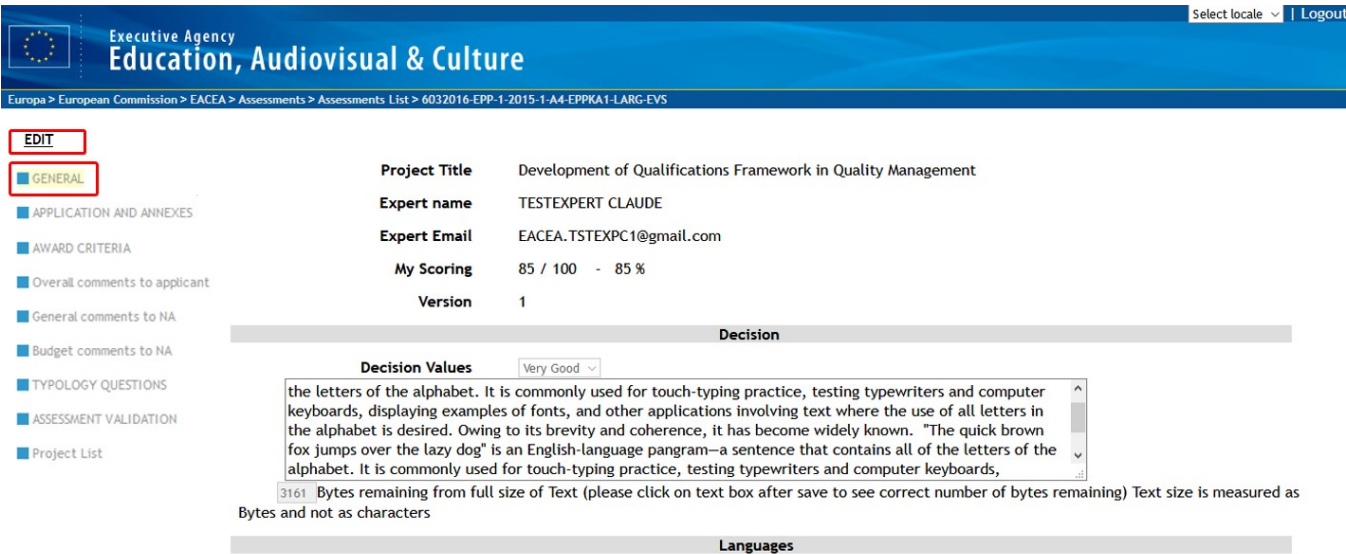 Select locale | Logout
Executive Agency
Education, Audiovisual & Culture
Europa > European Commission > EACEA > Assessments > Assessments List > 6032016-EPP-1-2015-1-A4-EPPKA1-LARG-EVS
EDIT
GENERAL
APPLICATION AND ANNEXES
AWARD CRITERIA
Overall comments to applicant
General comments to NA
Budget comments to NA
TYPOLOGY QUESTIONS
ASSESSMENT VALIDATION
Project List
Project Title Development of Qualifications Framework in Quality Management
Expert name TESTEXPERT CLAUDE
Expert Email EACEA.TSTEXPC1@gmail.com
My Scoring 85 / 100 - 85 %
Version 1
Decision
Decision Values Very Good
the letters of the alphabet. It is commonly used for touch-typing practice, testing typewriters and computer
keyboards, displaying examples of fonts, and other applications involving text where the use of all letters in
the alphabet is desired. Owing to its brevity and coherence, it has become widely known. "The quick brown
fox jumps over the lazy dog" is an English-language pangram—a sentence that contains all of the letters of the
alphabet. It is commonly used for touch-typing practice, testing typewriters and computer keyboards,
3161 Bytes remaining from full size of Text (please click on text box after save to see correct number of bytes remaining) Text size is measured as
Bytes and not as characters
Languages